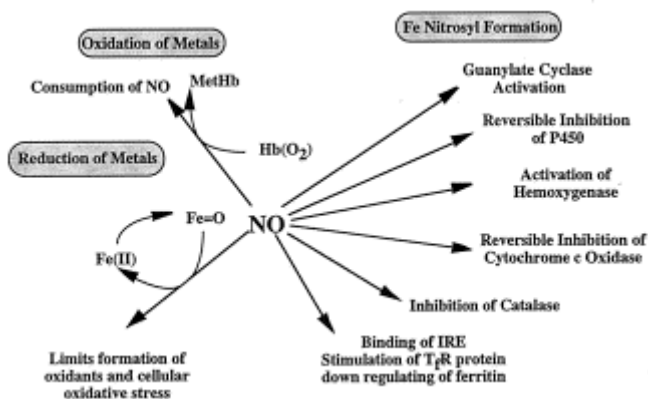 Oxidation of Metals
Fe Nitrosyl Formation
Consumption of NO
MetHb
Hb(O2)
Reduction of Metals
Fe=O
Fe(II)
NO
Guanylate Cyclase
Activation
Reversible Inhibition
of P450
Activation of
Hemoxygenase
Reversible Inhibition of
Cytochrome c Oxidase
Inhibition of Catalase
Binding of IRE
Stimulation of TfR protein
down regulating of ferritin
Limits formation of
oxidants and cellular
oxidative stress